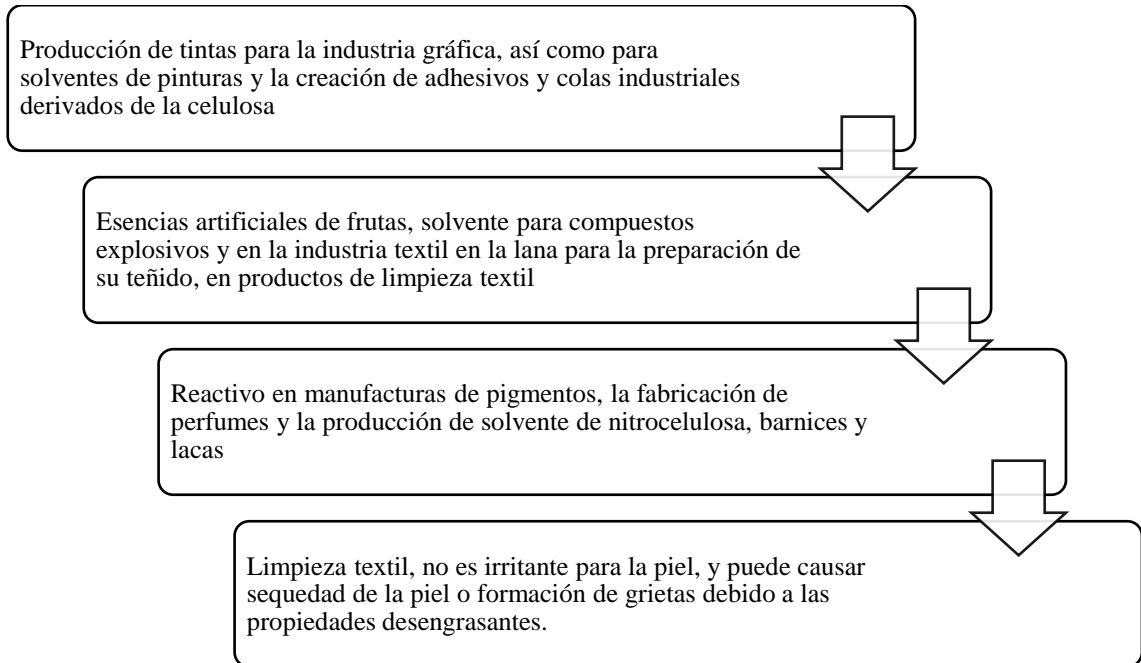 Producción de tintas para la industria gráfica, así como para
solventes de pinturas y la creación de adhesivos y colas industriales
derivados de la celulosa
Esencias artificiales de frutas, solvente para compuestos
explosivos y en la industria textil en la lana para la preparación de
su teñido, en productos de limpieza textil
Reactivo en manufacturas de pigmentos, la fabricación de
perfumes y la producción de solvente de nitrocelulosa, barnices y
lacas
Limpieza textil, no es irritante para la piel, y puede causar
sequedad de la piel o formación de grietas debido a las
propiedades desengrasantes.